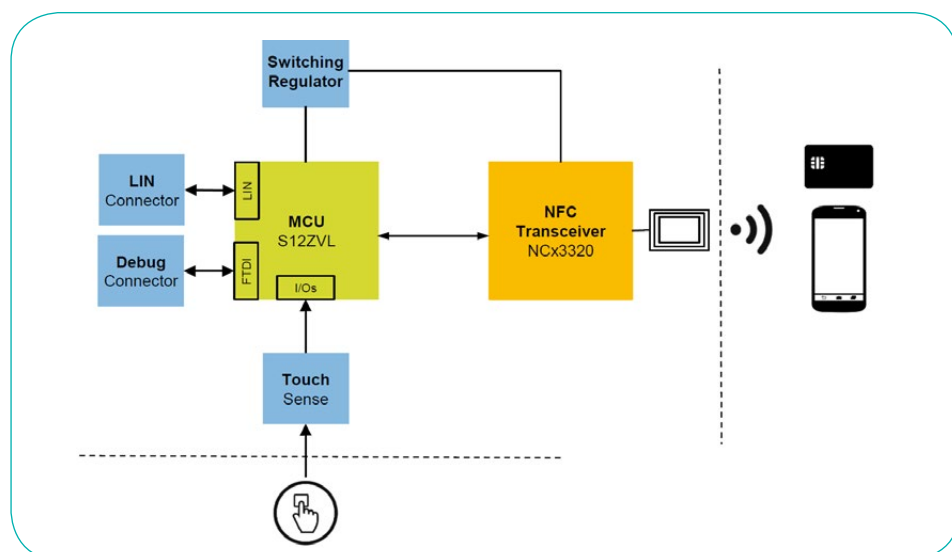 Switching
Regulator
LIN
Connector
LIN
MCU
S12ZVL
NFC
Transceiver
NCx3320
Debug
Connector
FTDI
I/Os
Touch
Sense